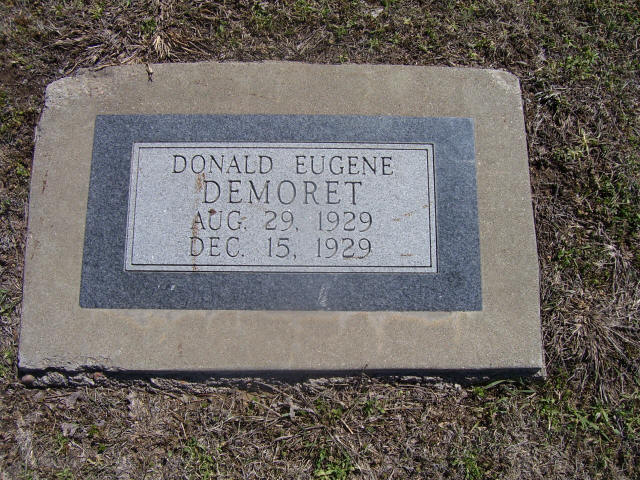 DONALD EUGENE
DEMORET
AUG. 29, 1929
DEC. 15, 1929